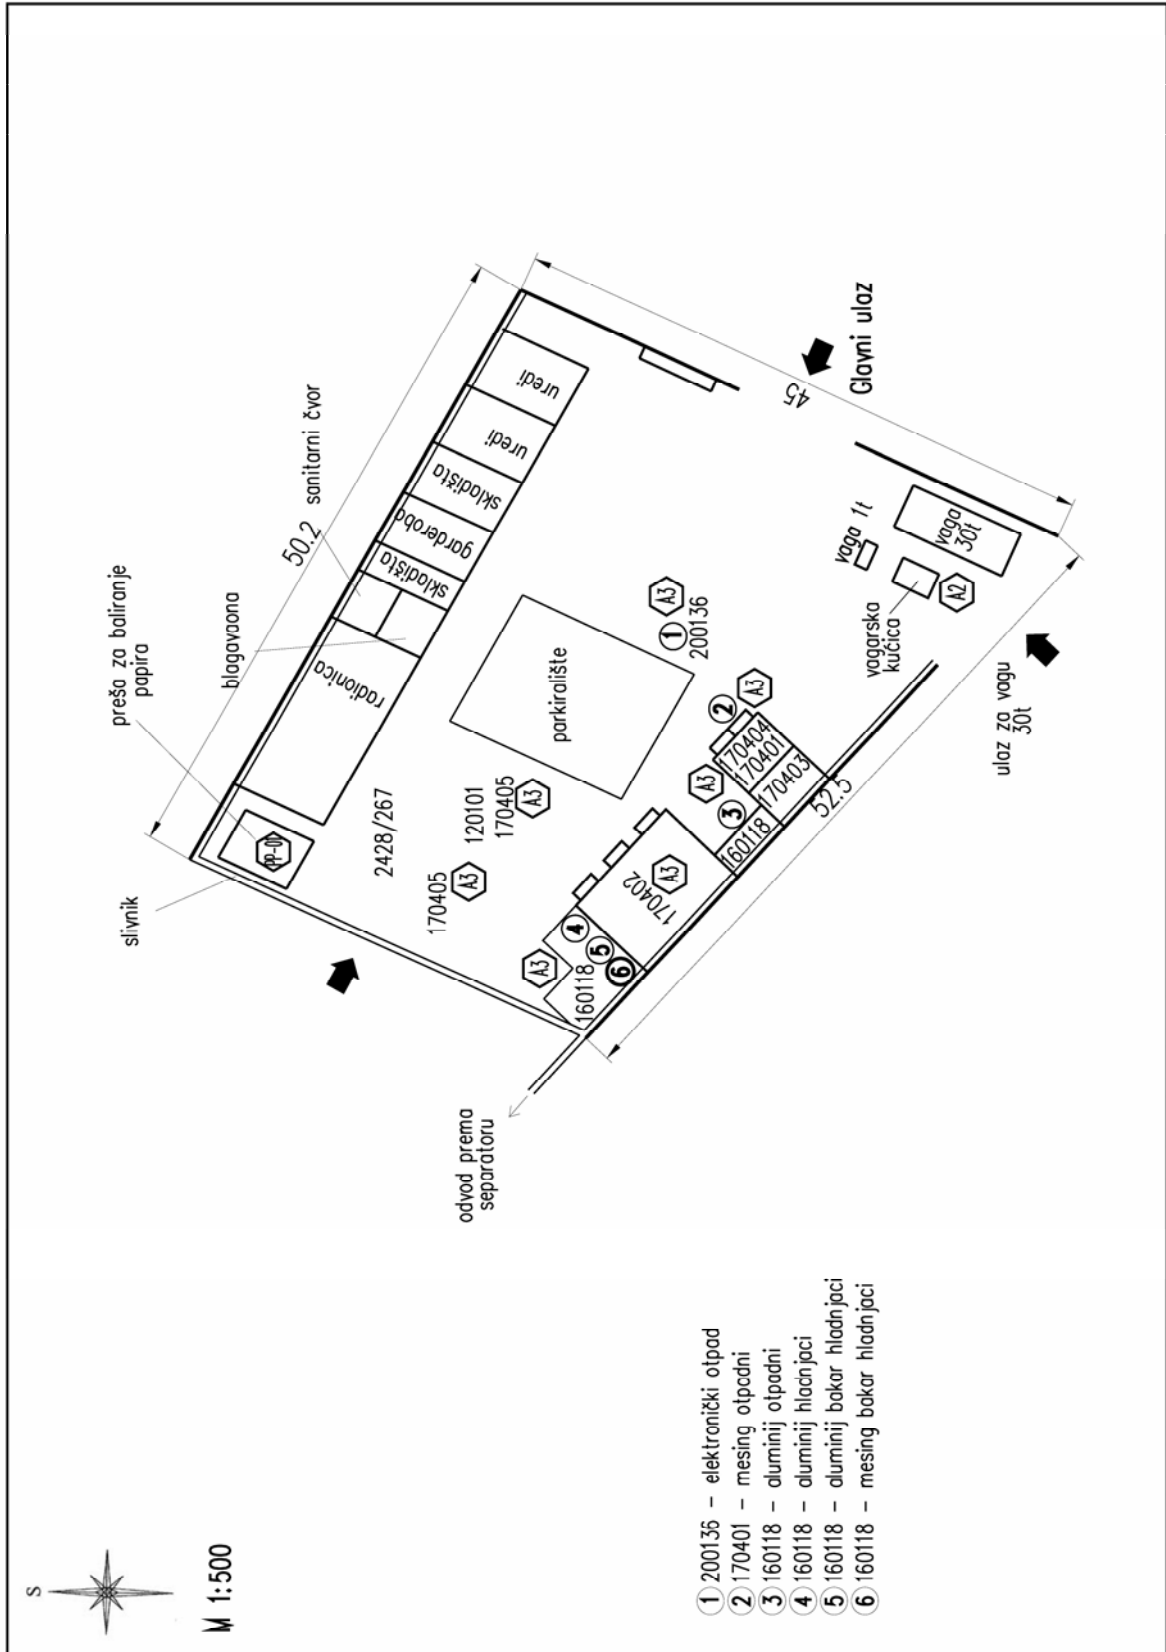 S
M 1:500
① 200136 – elektronički otpad
② 170401 – mesing otpadni
③ 160118 – aluminij otpadni
④ 160118 – aluminij hladnjaci
⑤ 160118 – aluminij bakar hladnjaci
⑥ 160118 – mesing bakar hladnjaci
slivnik
preša za baliranje
papira
blagavaona
sanitarni čvor
50.2
PP-01
radionica
skladišta
garderoba
skladišta
uredi
uredi
2428/267
170405
A3
120101
170405
A3
parkiralište
A3
①
200136
45
Glavni ulaz
vaga 1t
vaga
30t
vagarska
kućica
A2
ulaz za vagu
30t
②
A3
170404
170401
170403
A3
③
160118
52.5
A3
170402
④
⑤
⑥
A3
160118
odvod prema
separatoru